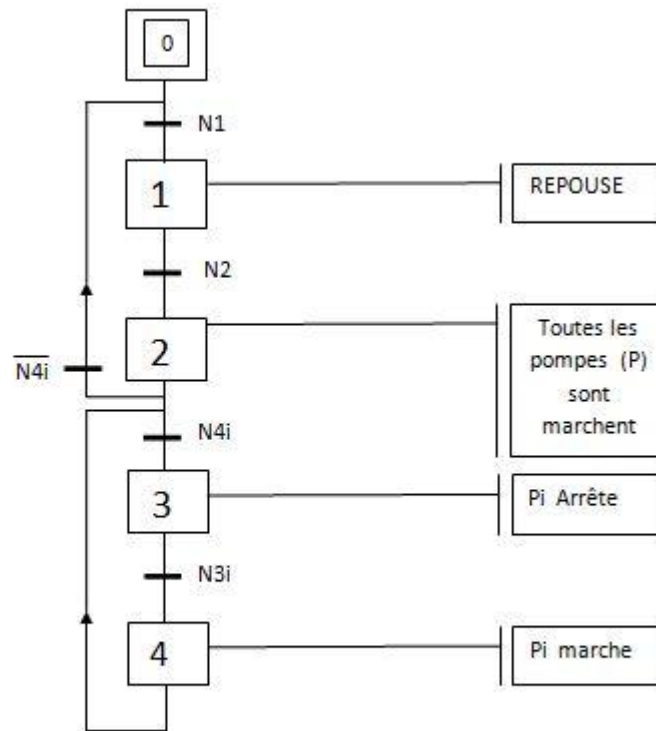 0
N1
1
REPOUSE
N2
2
Toutes les
pompes (P)
sont
marchent
N4i
N4i
3
Pi Arrête
N3i
4
Pi marche